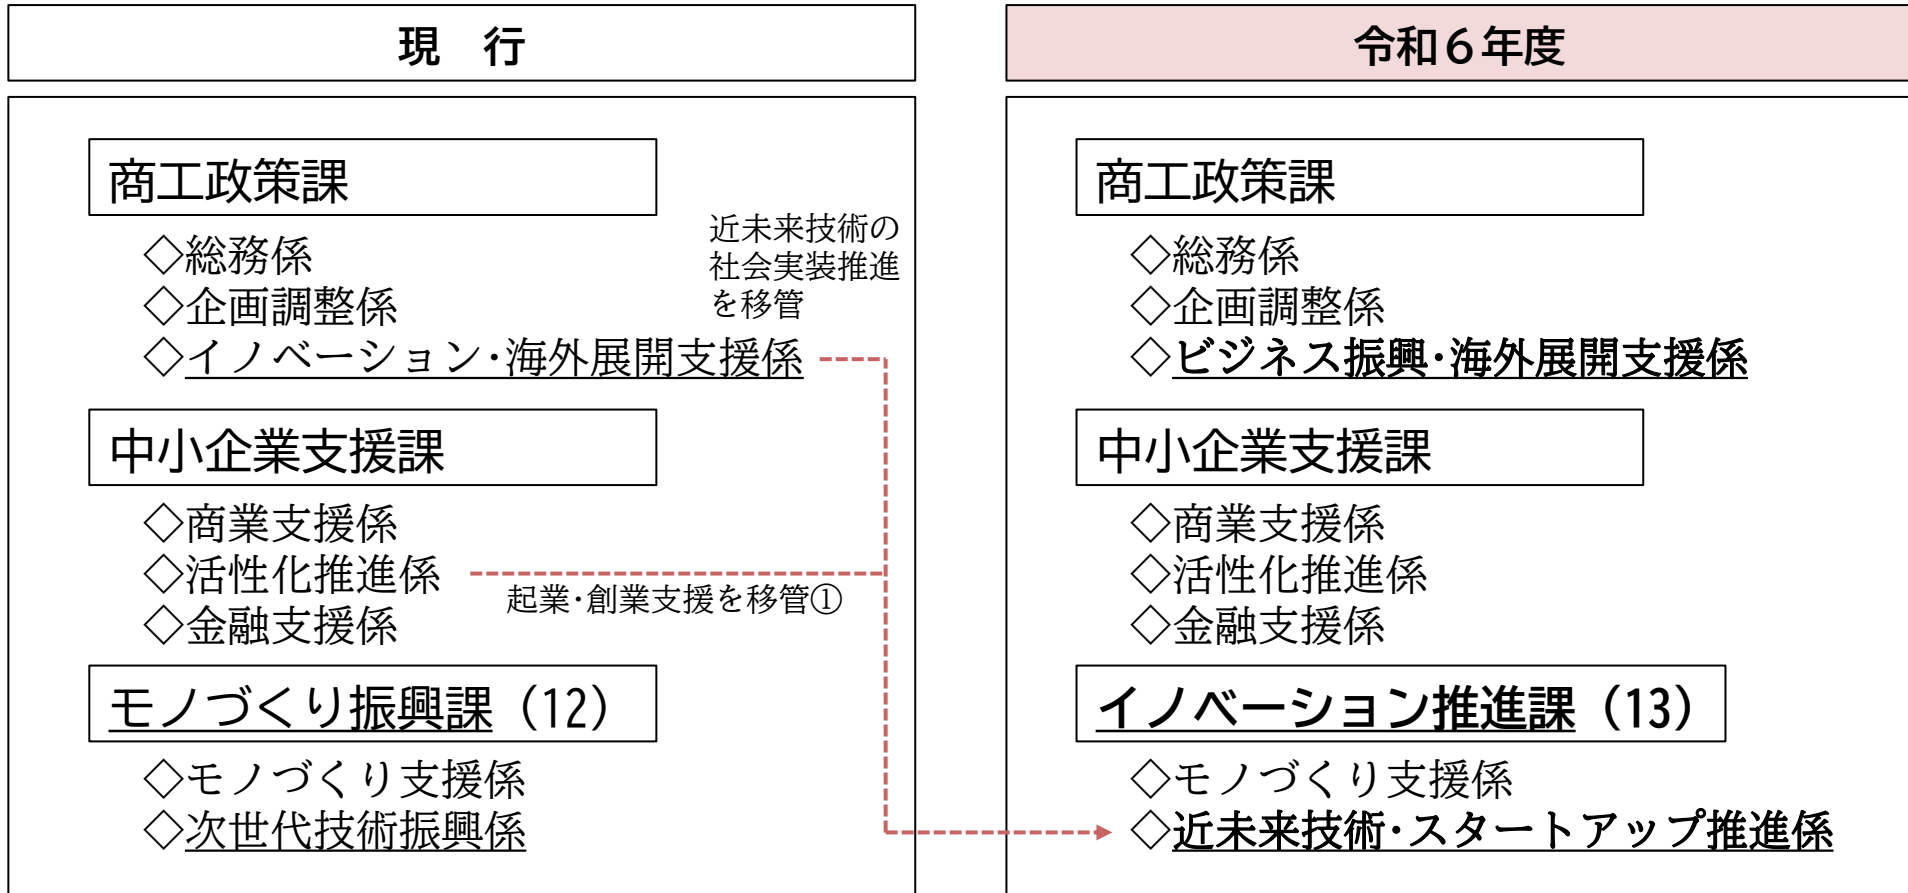 現　行
商工政策課
◇総務係
◇企画調整係
◇イノベーション・海外展開支援係
近未来技術の
社会実装推進
を移管
中小企業支援課
◇商業支援係
◇活性化推進係
起業・創業支援を移管①
◇金融支援係
モノづくり振興課（12）
◇モノづくり支援係
◇次世代技術振興係
令和６年度
商工政策課
◇総務係
◇企画調整係
◇ビジネス振興・海外展開支援係
中小企業支援課
◇商業支援係
◇活性化推進係
◇金融支援係
イノベーション推進課（13）
◇モノづくり支援係
◇近未来技術・スタートアップ推進係